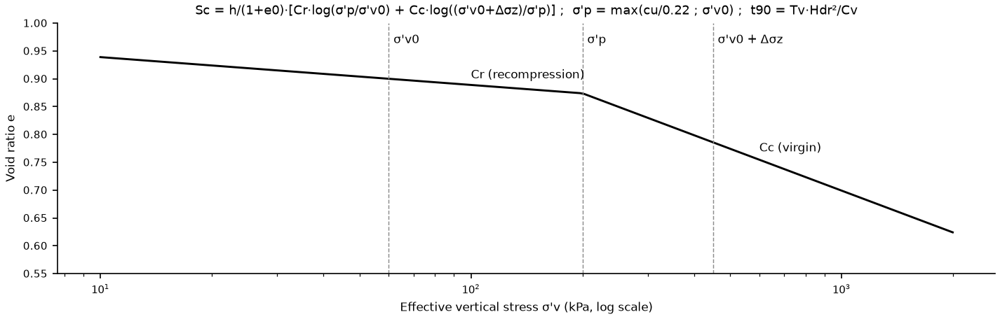 Sc = h/(1+e0)·[Cr·log(σ'p/σ'v0) + Cc·log((σ'v0+Δσz)/σ'p)] ;  σ'p = max(cu/0.22 ; σ'v0) ;  t90 = Tv·Hdr²/Cv
1.00
0.95
0.90
0.85
0.80
0.75
0.70
0.65
0.60
0.55
Void ratio e
σ'v0
σ'p
σ'v0 + Δσz
Cr (recompression)
Cc (virgin)
10¹
10²
10³
Effective vertical stress σ'v (kPa, log scale)